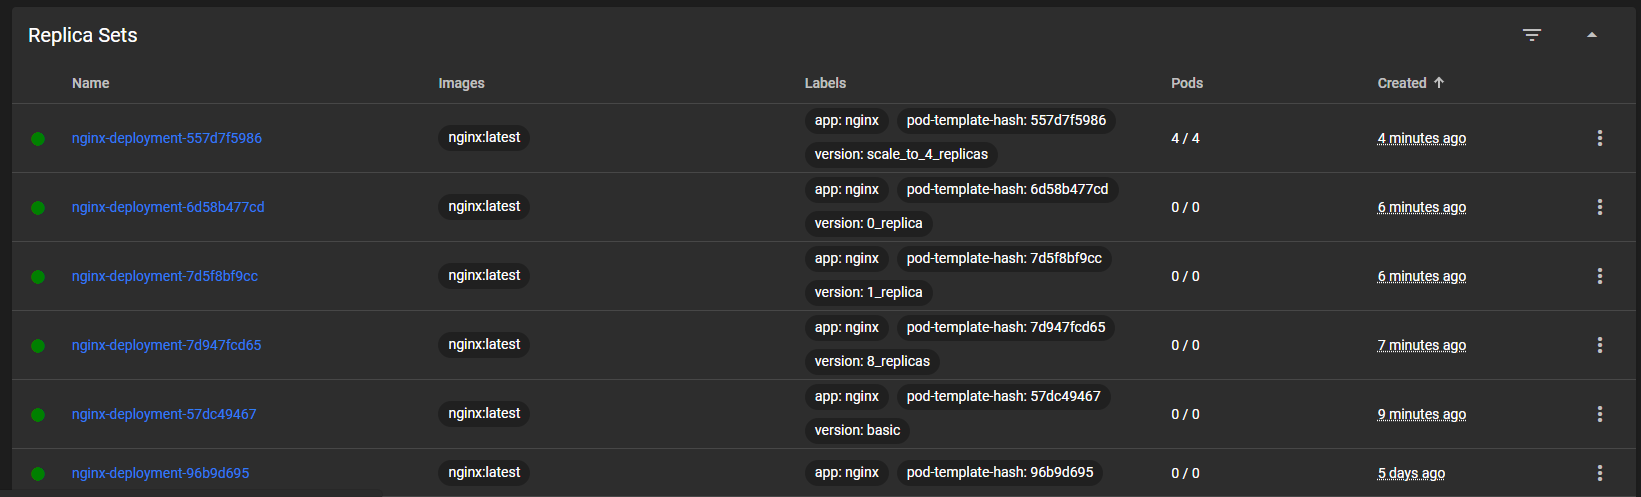 Replica Sets
Name Images Labels Pods Created
nginx-deployment-557d7f5986 nginx:latest app: nginx pod-template-hash: 557d7f5986 4 / 4 4 minutes ago
version: scale_to_4_replicas
nginx-deployment-6d58b477cd nginx:latest app: nginx pod-template-hash: 6d58b477cd 0 / 0 6 minutes ago
version: 0_replica
nginx-deployment-7d5f8bf9cc nginx:latest app: nginx pod-template-hash: 7d5f8bf9cc 0 / 0 6 minutes ago
version: 1_replica
nginx-deployment-7d947fcd65 nginx:latest app: nginx pod-template-hash: 7d947fcd65 0 / 0 7 minutes ago
version: 8_replicas
nginx-deployment-57dc49467 nginx:latest app: nginx pod-template-hash: 57dc49467 0 / 0 9 minutes ago
version: basic
nginx-deployment-96b9d695 nginx:latest app: nginx pod-template-hash: 96b9d695 0 / 0 5 days ago